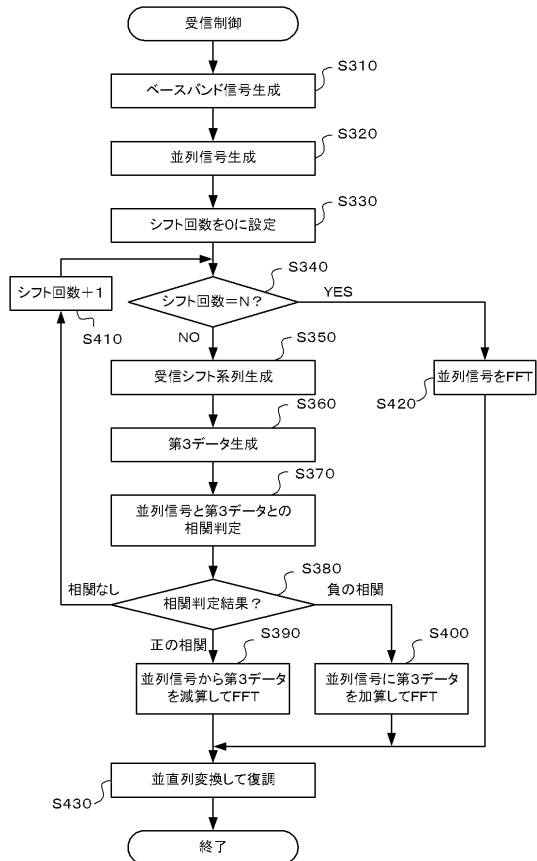 受信制御
S310
ベースバンド信号生成
S320
並列信号生成
S330
シフト回数を0に設定
S340
シフト回数+1
シフト回数=N?
YES
S410
NO
S350
受信シフト系列生成
並列信号をFFT
S420
S360
第3データ生成
S370
並列信号と第3データとの
相関判定
S380
相関なし
相関判定結果?
負の相関
正の相関
S390
S400
並列信号から第3データ
を減算してFFT
並列信号に第3データ
を加算してFFT
並直列変換して復調
S430
終了